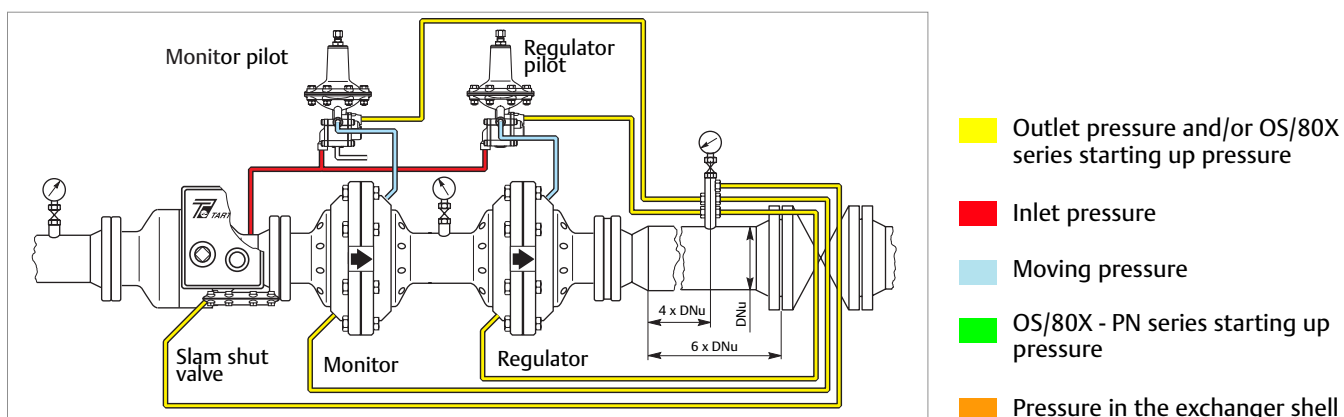 Monitor pilot
Regulator
pilot
TARTARINI
Slam shut
valve
Monitor
Regulator
4 x DNu
6 x DNu
DNu
Outlet pressure and/or OS/80X
series starting up pressure
Inlet pressure
Moving pressure
OS/80X - PN series starting up
pressure
Pressure in the exchanger shell